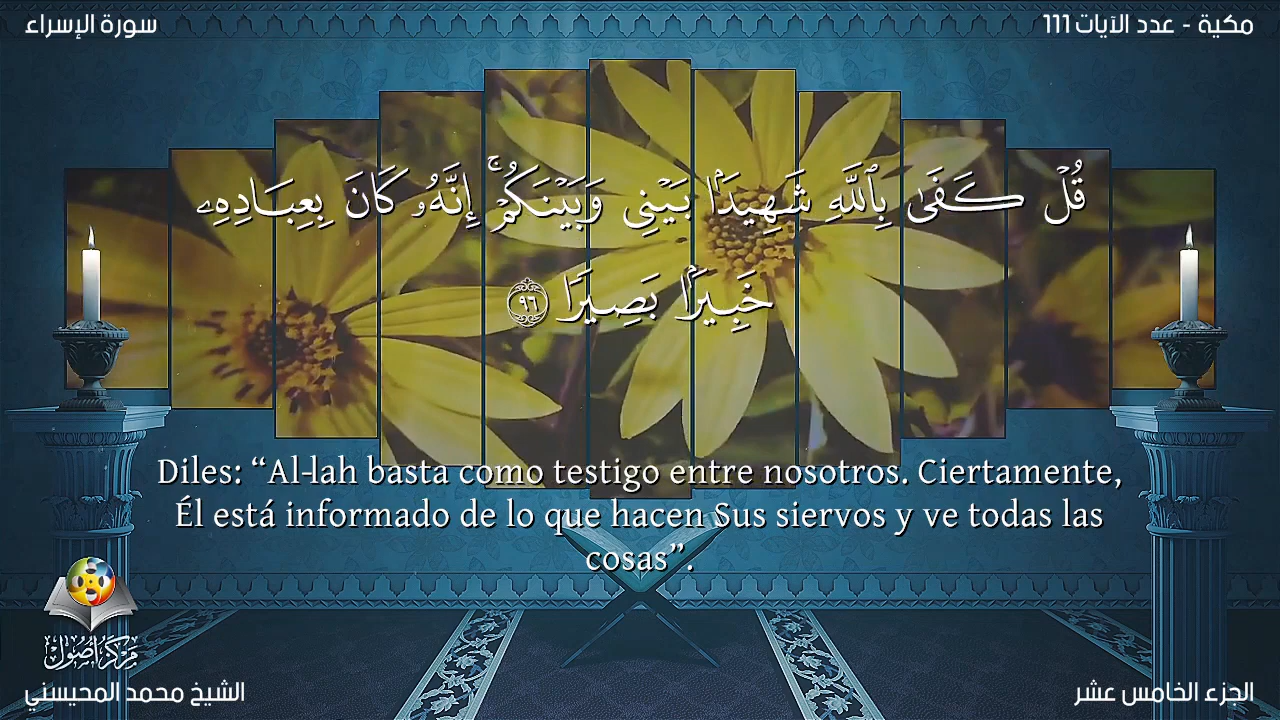 سورة الإسراء
مكية - عدد الآيات 111
قُلْ كَفَىٰ بِٱللَّهِ شَهِيدَۢا بَيْنِى وَبَيْنَكُمْ ۚ إِنَّهُۥ كَانَ بِعِبَادِهِۦ
خَبِيرَۢا بَصِيرًا ٩٦
Diles: “Al-lah basta como testigo entre nosotros. Ciertamente,
Él está informado de lo que hacen Sus siervos y ve todas las
cosas”.
مركز أصول
الشيخ محمد المحيسني
الجزء الخامس عشر